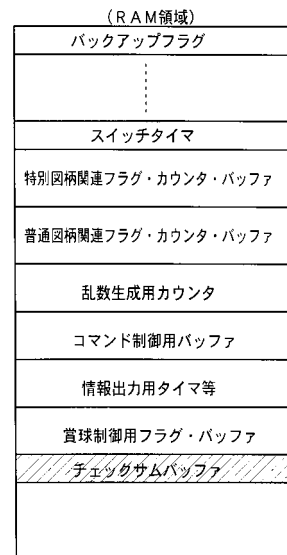 (RAM領域)
バックアップフラグ
スイッチタイマ
特別図柄関連フラグ・カウンタ・バッファ
普通図柄関連フラグ・カウンタ・バッファ
乱数生成用カウンタ
コマンド制御用バッファ
情報出力用タイマ等
賞球制御用フラグ・バッファ
チェックサムバッファ